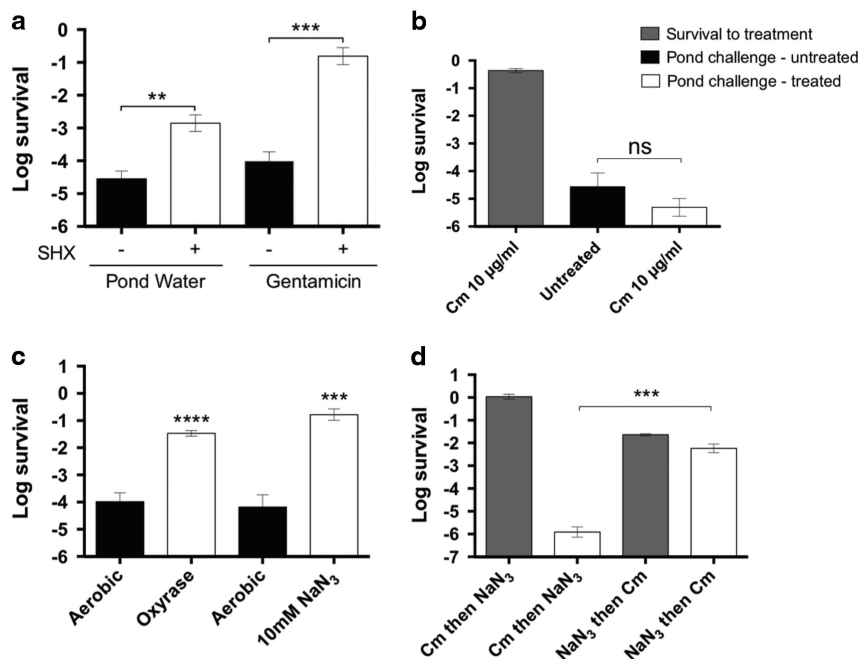 a
Log survival
0
-1
-2
-3
-4
-5
-6
**
***
SHX
- + - +
Pond Water
Gentamicin
b
Survival to treatment
Pond challenge - untreated
Pond challenge - treated
Log survival
0
-1
-2
-3
-4
-5
-6
ns
Cm 10 µg/ml
Untreated
Cm 10 µg/ml
c
Log survival
1
0
-1
-2
-3
-4
-5
-6
****
***
Aerobic
Oxyrase
Aerobic
10mM NaN₃
d
Log survival
1
0
-1
-2
-3
-4
-5
-6
-7
***
Cm then NaN₃
Cm then NaN₃
NaN₃ then Cm
NaN₃ then Cm